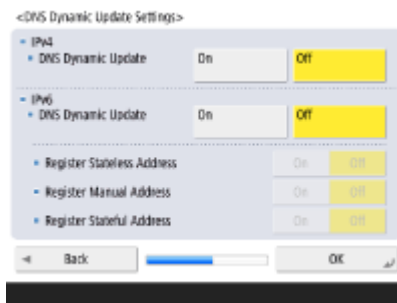 <DNS Dynamic Update Settings>
IPv4
DNS Dynamic Update On Off
IPv6
DNS Dynamic Update On Off
Register Stateless Address On Off
Register Manual Address On Off
Register Stateful Address On Off
Back OK